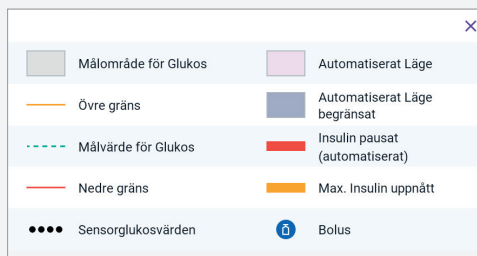 Målområde för Glukos
Automatiserat Läge
Övre gräns
Automatiserat Läge
begränsat
Målvärde för Glukos
Insulin pausat
(automatiserat)
Nedre gräns
Max. Insulin uppnått
Sensorglukosvärden
Bolus